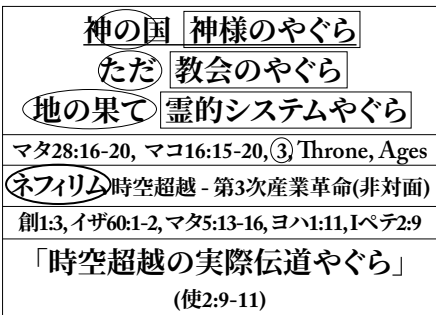 神の国 神様のやぐら
ただ 教会のやぐら
地の果て 霊的システムやぐら
マタ28:16-20, マコ16:15-20,③, Throne, Ages
ネフィリム時空超越 - 第3次産業革命(非対面)
創1:3, イザ60:1-2, マタ5:13-16, ヨハ1:11, Iペテ2:9
「時空超越の実際伝道やぐら」
(使2:9-11)